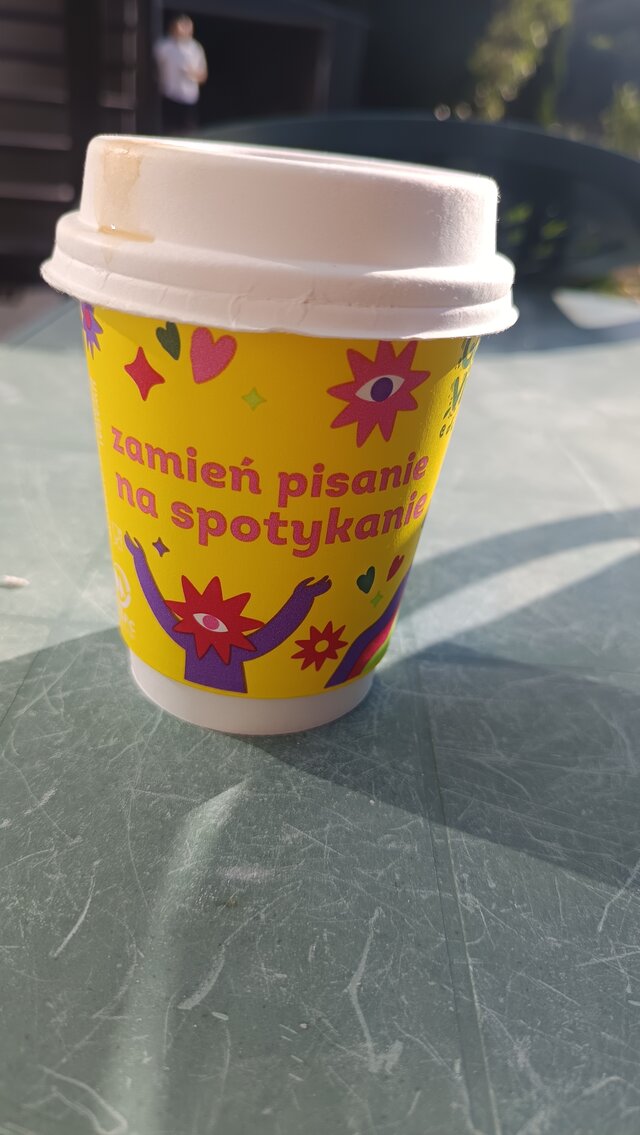 zamień pisanie
na spotykanie